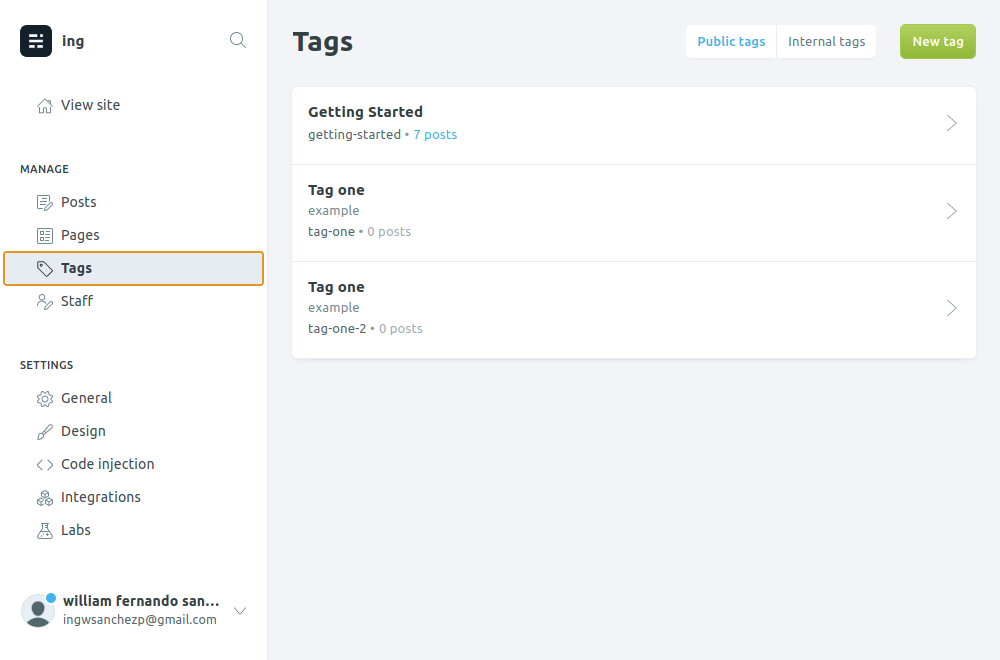 ing
View site
MANAGE
Posts
Pages
Tags
Staff
SETTINGS
General
Design
Code injection
Integrations
Labs
william fernando san...
ingwsanchezp@gmail.com
Tags
Public tags
Internal tags
New tag
Getting Started
getting-started • 7 posts
Tag one
example
tag-one • 0 posts
Tag one
example
tag-one-2 • 0 posts